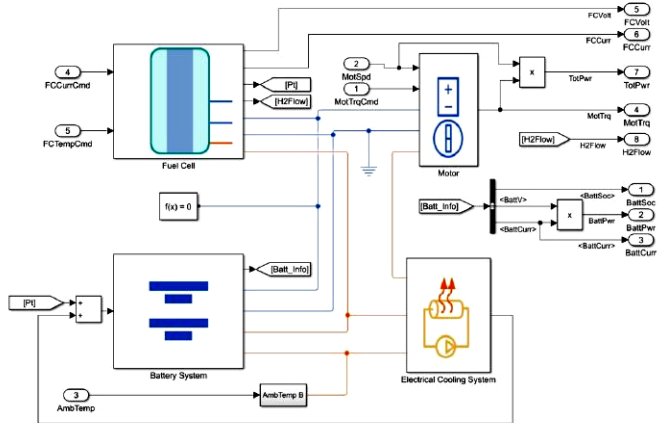 FCVolt
5
FCVolt
FCCurr
6
FCCurr
4
FCCurrCmd
2
MotSpd
x
TotPwr
7
TotPwr
[Pt]
1
MotTrqCmd
[H2Flow]
MotTrq
4
MotTrq
5
FCTempCmd
+
−
[H2Flow]
H2Flow
8
H2Flow
Fuel Cell
Motor
f(x) = 0
[Batt_Info]
<BattV>
<BattSoc>
1
BattSoc
x
BattPwr
2
BattPwr
<BattCurr>
<BattCurr>
3
BattCurr
[Batt_Info]
[Pt]
+
+
Battery System
Electrical Cooling System
3
AmbTemp
AmbTemp B